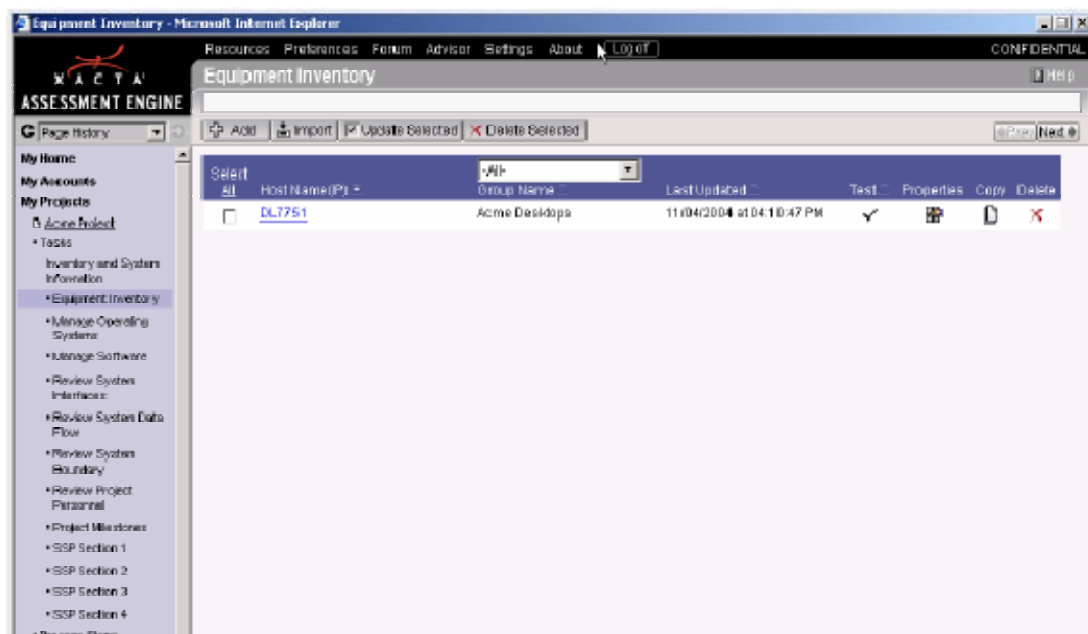 Equipment Inventory - Microsoft Internet Explorer
Resources Preferences Forum Advisor Settings About Log off
CONFIDENTIAL
XACTA
ASSESSMENT ENGINE
Equipment Inventory
Help
Page History
Add Import Update Selected Delete Selected
Prev Next
My Home
My Accounts
My Projects
Acme Project
Tasks
Inventory and System
Information
Equipment Inventory
Manage Operating
Systems
Manage Software
Review System
Interfaces
Review System Data
Flow
Review System
Boundary
Review Project
Personnel
Project Milestones
SSP Section 1
SSP Section 2
SSP Section 3
SSP Section 4
Process Steps
Select
All
-All-
Host Name(IP) Group Name Last Updated Test Properties Copy Delete
DL7751 Acme Desktops 11/04/2004 at 04:10:47 PM